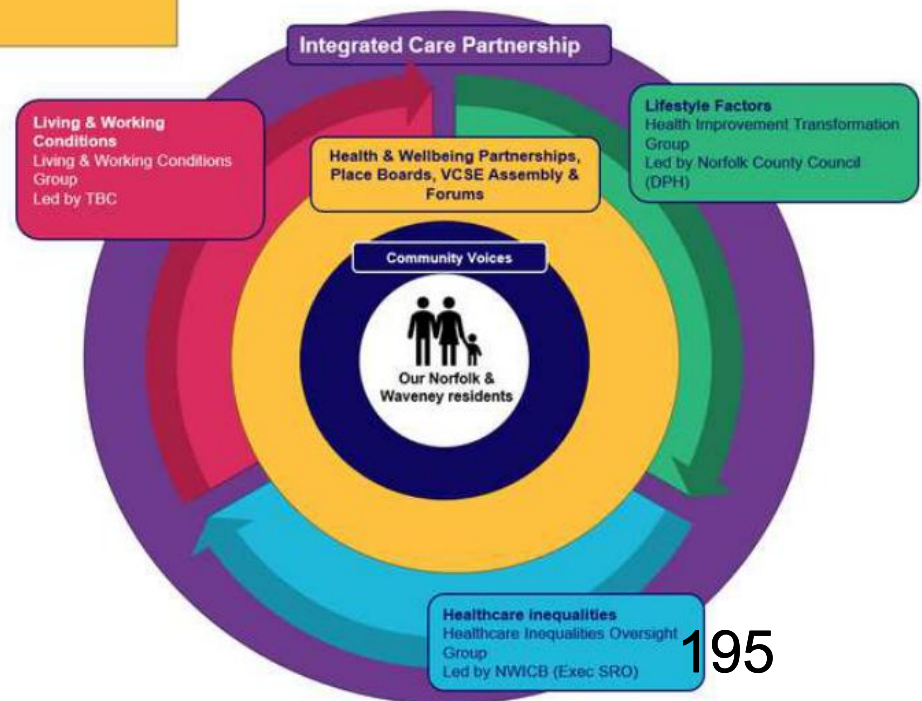 Integrated Care Partnership
Living & Working
Conditions
Living & Working Conditions
Group
Led by TBC
Lifestyle Factors
Health Improvement Transformation
Group
Led by Norfolk County Council
(DPH)
Health & Wellbeing Partnerships,
Place Boards, VCSE Assembly &
Forums
Community Voices
Our Norfolk &
Waveney residents
Healthcare inequalities
Healthcare Inequalities Oversight
Group
Led by NWICB (Exec SRO)
195